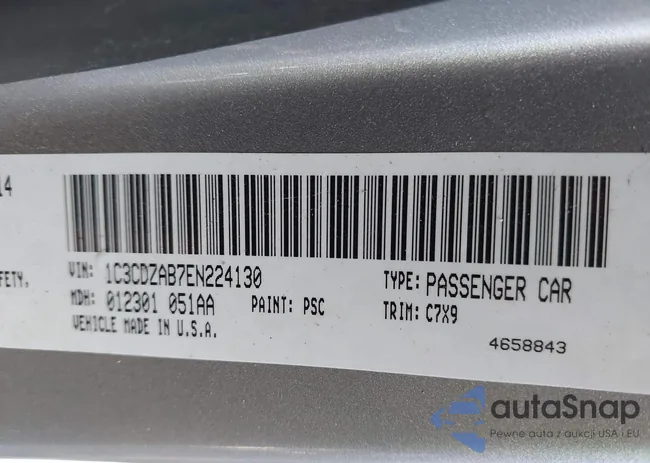 14
FETY.
VIN: 1C3CDZAB7EN224130
TYPE: PASSENGER CAR
MDH: 012301 051AA
PAINT: PSC
TRIM: C7X9
VEHICLE MADE IN U.S.A.
4658843
autaSnap
Pewne auta z aukcji USA i EU